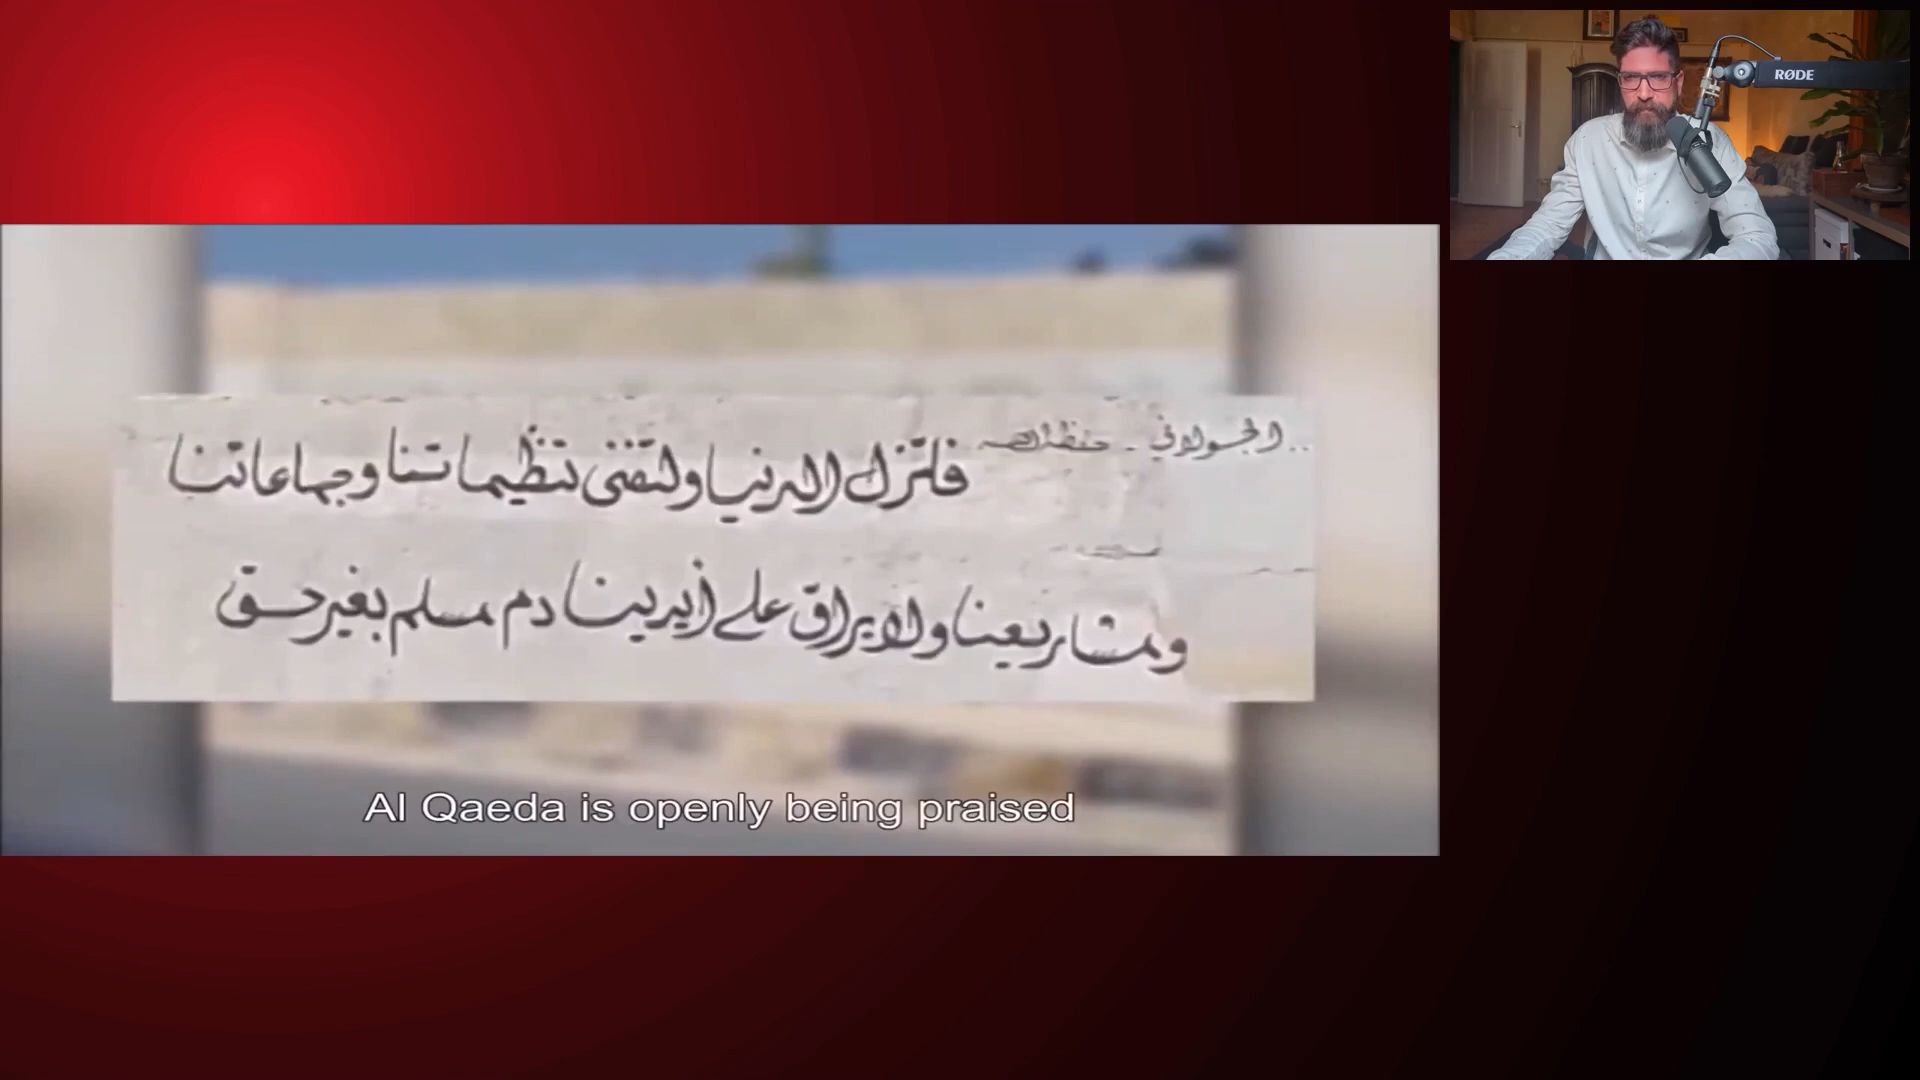 RØDE
..الجولاني - حفظه الله
فلتزل الدنيا ولتفنى تنظيماتنا وجماعاتنا
ومشاريعنا ولا يراق على أيدينا دم مسلم بغير حق
Al Qaeda is openly being praised